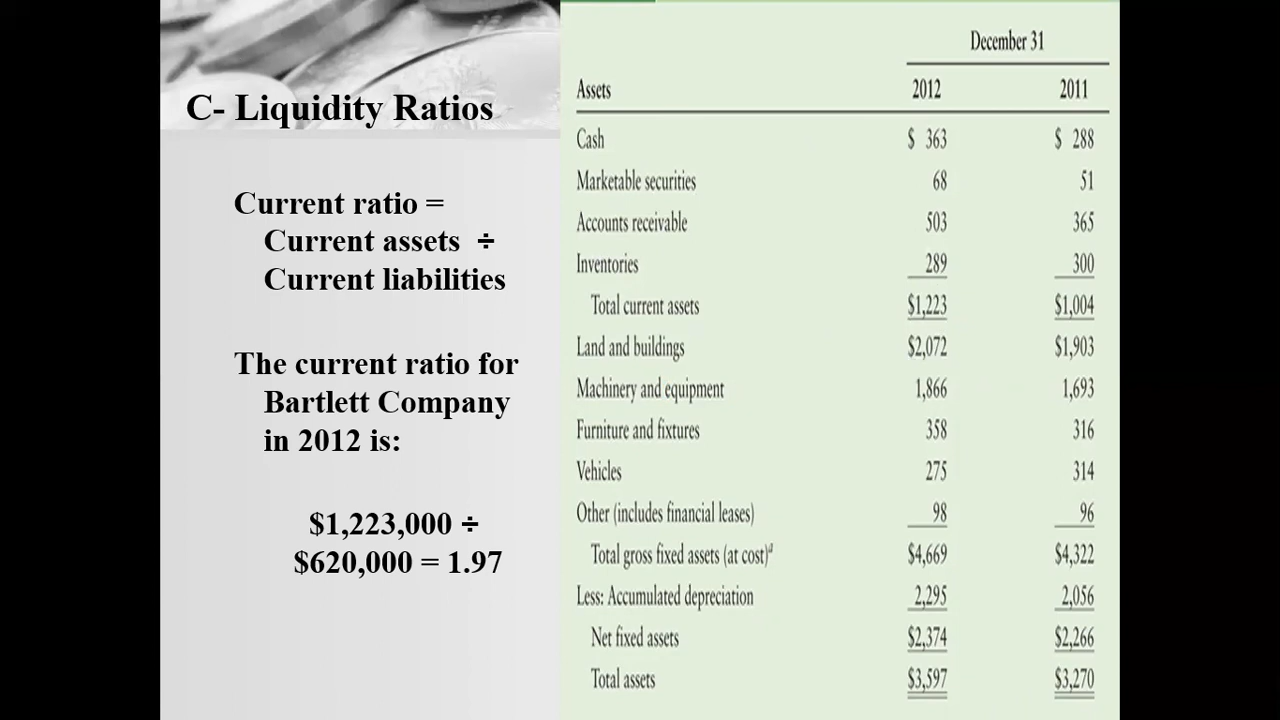 C- Liquidity Ratios
Current ratio =
Current assets ÷
Current liabilities
The current ratio for
Bartlett Company
in 2012 is:
$1,223,000 ÷
$620,000 = 1.97
December 31
Assets 2012 2011
Cash $ 363 $ 288
Marketable securities 68 51
Accounts receivable 503 365
Inventories 289 300
Total current assets $1,223 $1,004
Land and buildings $2,072 $1,903
Machinery and equipment 1,866 1,693
Furniture and fixtures 358 316
Vehicles 275 314
Other (includes financial leases) 98 96
Total gross fixed assets (at cost)ᵃ $4,669 $4,322
Less: Accumulated depreciation 2,295 2,056
Net fixed assets $2,374 $2,266
Total assets $3,597 $3,270